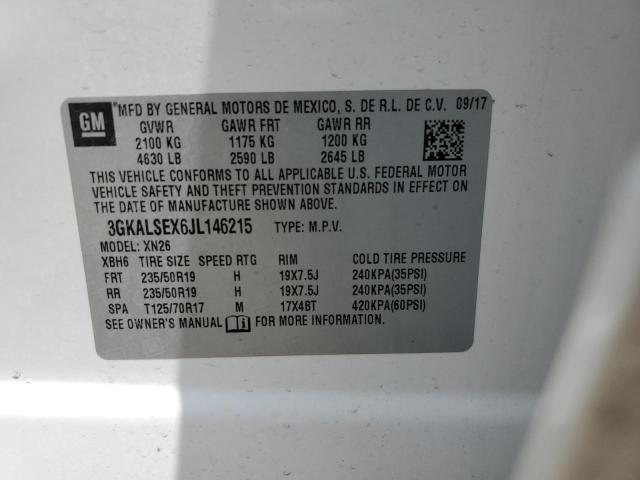 GM *MFD BY GENERAL MOTORS DE MEXICO, S. DE R.L. DE C.V. 09/17
GVWR GAWR FRT GAWR RR
2100 KG 1175 KG 1200 KG
4630 LB 2590 LB 2645 LB
THIS VEHICLE CONFORMS TO ALL APPLICABLE U.S. FEDERAL MOTOR
VEHICLE SAFETY AND THEFT PREVENTION STANDARDS IN EFFECT ON
THE DATE OF MANUFACTURE SHOWN ABOVE.
3GKALSEX6JL146215 TYPE: M.P.V.
MODEL: XN26
XBH6 TIRE SIZE SPEED RTG RIM COLD TIRE PRESSURE
FRT 235/50R19 H 19X7.5J 240KPA(35PSI)
RR 235/50R19 H 19X7.5J 240KPA(35PSI)
SPA T125/70R17 M 17X4BT 420KPA(60PSI)
SEE OWNER'S MANUAL FOR MORE INFORMATION.